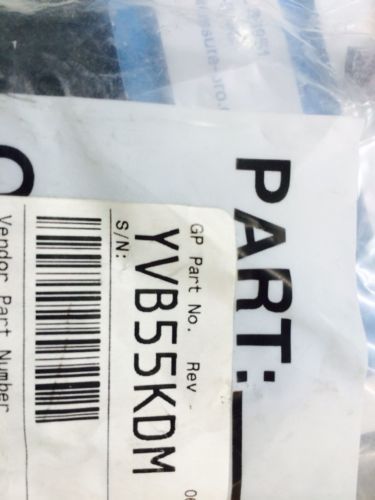 PART:
GP Part No. Rev -
YVB55KDM
S/N:
Vendor Part Number